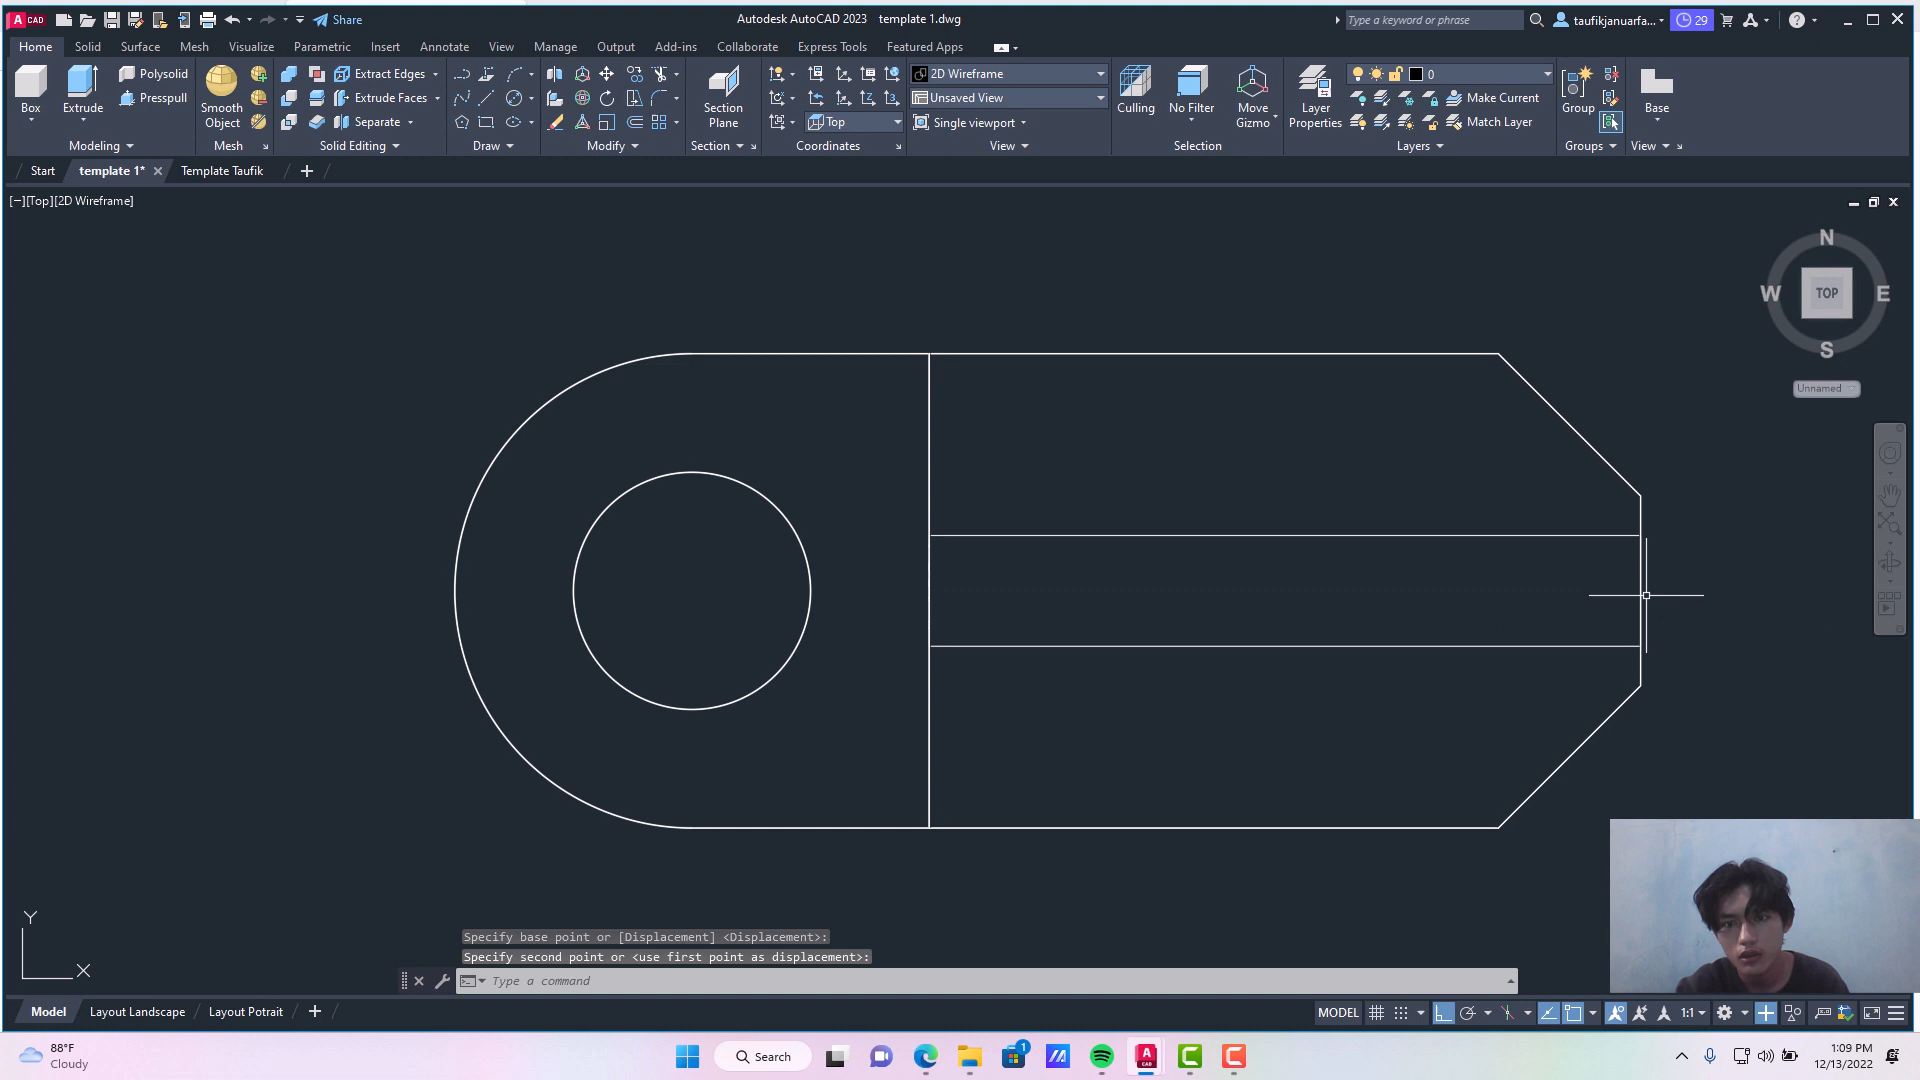 A CAD
Share
Autodesk AutoCAD 2023 template 1.dwg
Type a keyword or phrase
taufikjanuarfa...
29
Home Solid Surface Mesh Visualize Parametric Insert Annotate View Manage Output Add-ins Collaborate Express Tools Featured Apps
Box
Extrude
Polysolid
Presspull
Modeling
Smooth
Object
Mesh
Extract Edges
Extrude Faces
Separate
Solid Editing
Draw
Modify
Section
Plane
Section
Top
Coordinates
2D Wireframe
Unsaved View
Single viewport
View
Culling
No Filter
Move
Gizmo
Selection
Layer
Properties
0
Make Current
Match Layer
Layers
Group
Groups
Base
View
Start
template 1*
Template Taufik
[−][Top][2D Wireframe]
N
W
TOP
E
S
Unnamed
Y
X
Specify base point or [Displacement] <Displacement>:
Specify second point or <use first point as displacement>:
Type a command
Model
Layout Landscape
Layout Potrait
MODEL
1:1
88°F
Cloudy
Search
1
A CAD
1:09 PM
12/13/2022